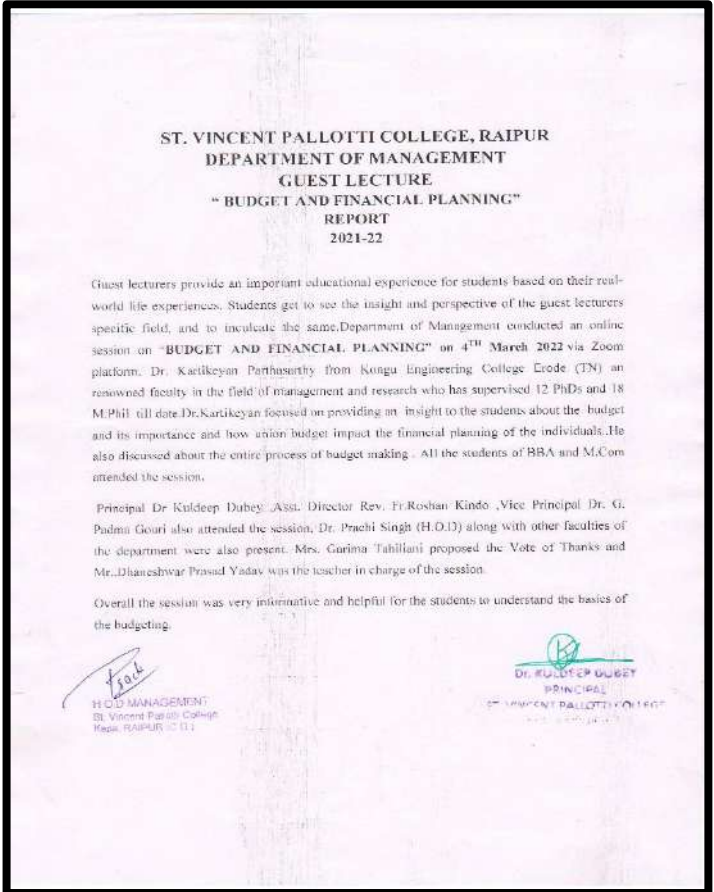 ST. VINCENT PALLOTTI COLLEGE, RAIPUR
DEPARTMENT OF MANAGEMENT
GUEST LECTURE
“ BUDGET AND FINANCIAL PLANNING”
REPORT
2021-22
Guest lecturers provide an important educational experience for students based on their real-
world life experiences. Students get to see the insight and perspective of the guest lecturers
specific field, and to inculcate the same.Department of Management conducted an online
session on “BUDGET AND FINANCIAL PLANNING” on 4TH March 2022 via Zoom
platform. Dr. Kartikeyan Parthasarthy from Kongu Engineering College Erode (TN) an
renowned faculty in the field of management and research who has supervised 12 PhDs and 18
M.Phil till date.Dr.Kartikeyan focused on providing an insight to the students about the budget
and its importance and how union budget impact the financial planning of the individuals .He
also discussed about the entire process of budget making . All the students of BBA and M.Com
attended the session.
Principal Dr Kuldeep Dubey ,Asst. Director Rev. Fr.Roshan Kindo ,Vice Principal Dr. G.
Padma Gouri also attended the session. Dr. Prachi Singh (H.O.D) along with other faculties of
the department were also present. Mrs. Garima Tahiliani proposed the Vote of Thanks and
Mr..Dhaneshwar Prasad Yadav was the teacher in charge of the session.
Overall the session was very informative and helpful for the students to understand the basics of
the budgeting.
H.O.D MANAGEMENT
St. Vincent Pallotti College
Kapa, RAIPUR (C.G.)
Dr. KULDEEP DUBEY
PRINCIPAL
ST. VINCENT PALLOTTI COLLEGE